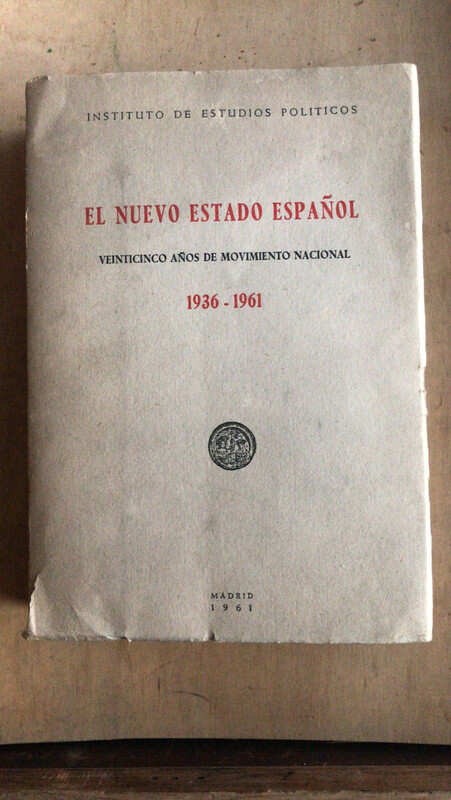 INSTITUTO DE ESTUDIOS POLITICOS
EL NUEVO ESTADO ESPAÑOL
VEINTICINCO AÑOS DE MOVIMIENTO NACIONAL
1936 - 1961
MADRID
1961